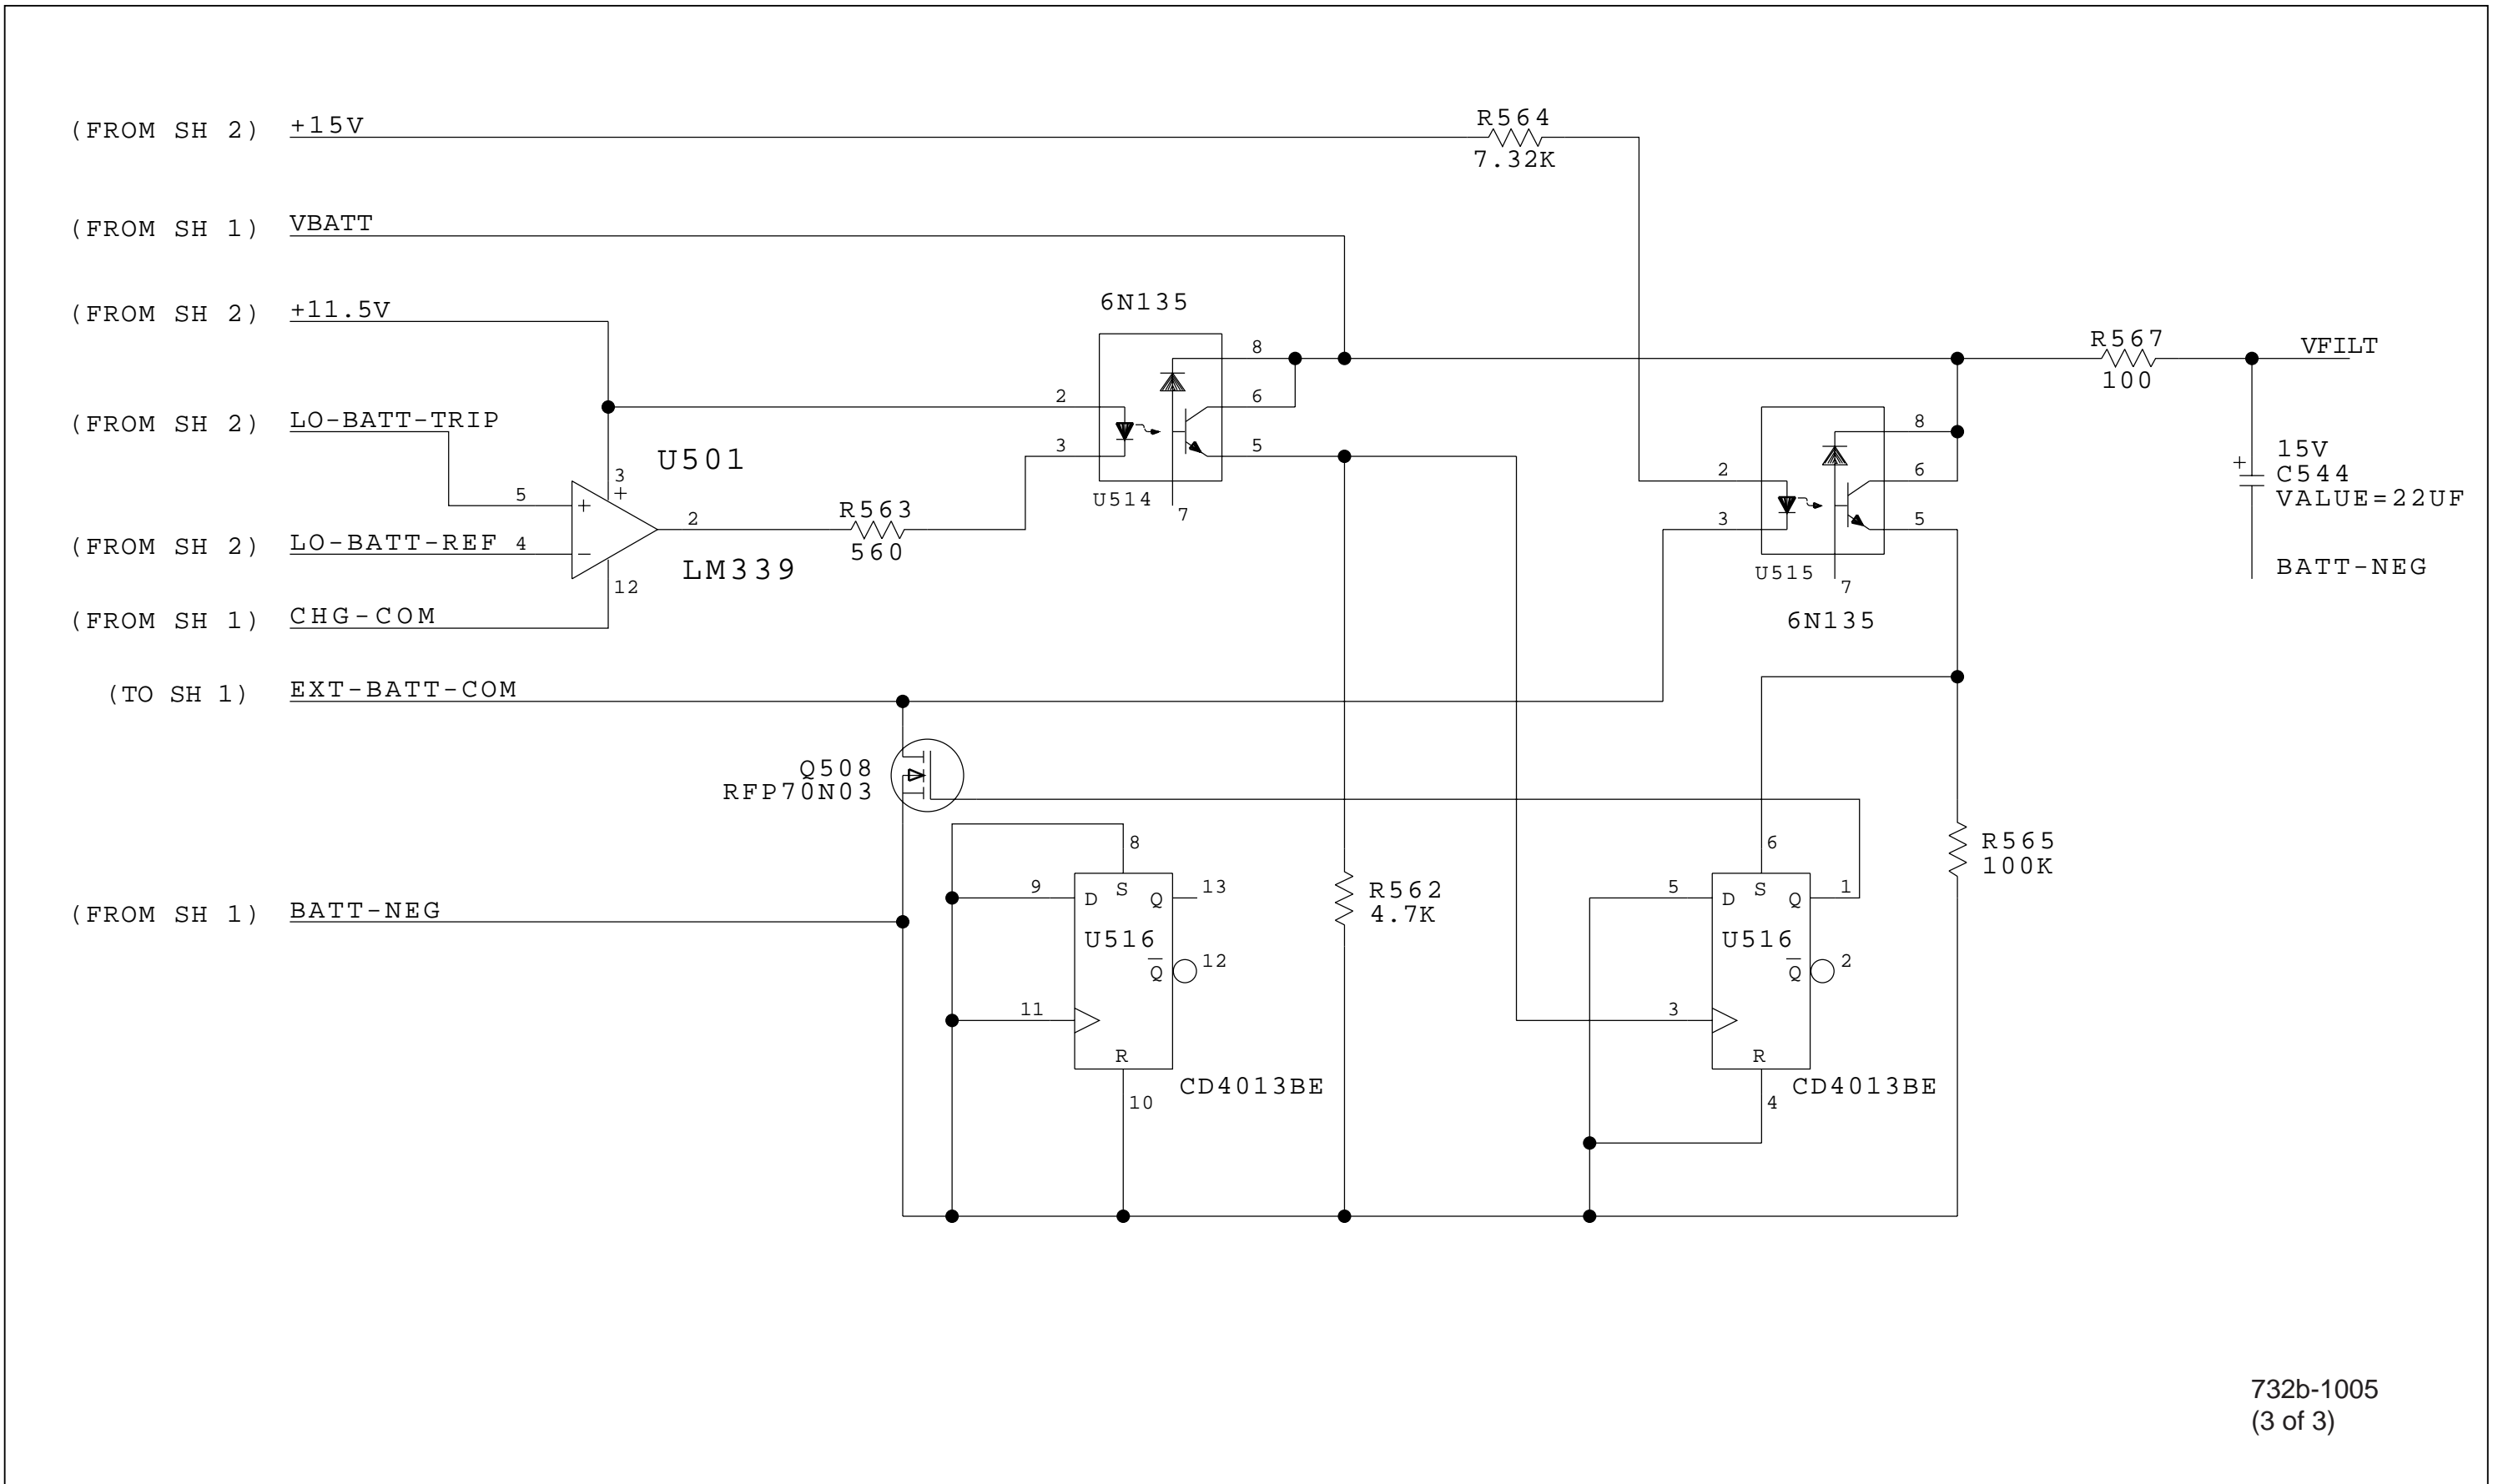 (FROM SH 2) +15V
R564
7.32K
(FROM SH 1) VBATT
(FROM SH 2) +11.5V
6N135
8
6
5
2
3
U514
7
R567
100
VFILT
(FROM SH 2) LO-BATT-TRIP
U501
3
+
5
+
2
4
−
12
LM339
R563
560
(FROM SH 2) LO-BATT-REF
(FROM SH 1) CHG-COM
2
3
8
6
5
U515
7
6N135
+
15V
C544
VALUE=22UF
BATT-NEG
(TO SH 1) EXT-BATT-COM
Q508
RFP70N03
(FROM SH 1) BATT-NEG
8
9
D
S
Q
13
U516
Q
12
11
R
10
CD4013BE
R562
4.7K
6
5
D
S
Q
1
U516
Q
2
3
R
4
CD4013BE
R565
100K
732b-1005
(3 of 3)